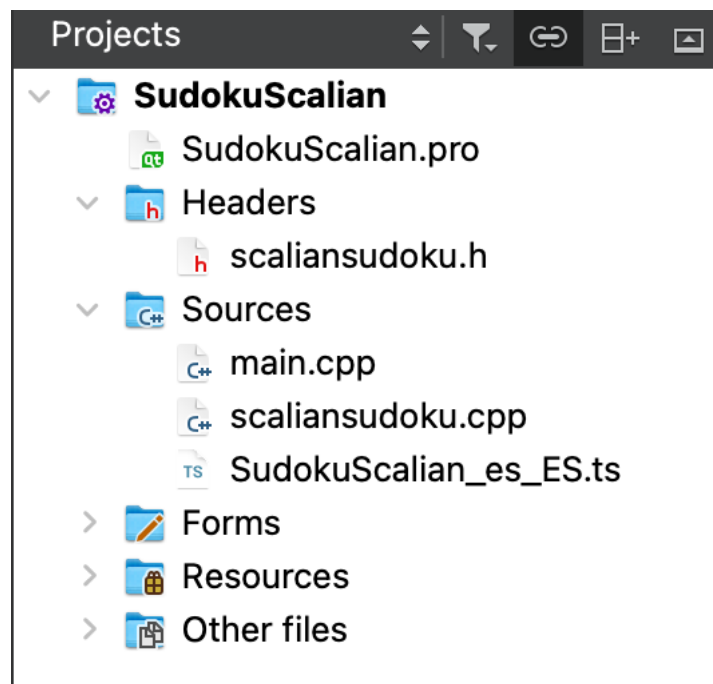 Projects
SudokuScalian
SudokuScalian.pro
Headers
scaliansudoku.h
Sources
main.cpp
scaliansudoku.cpp
SudokuScalian_es_ES.ts
Forms
Resources
Other files